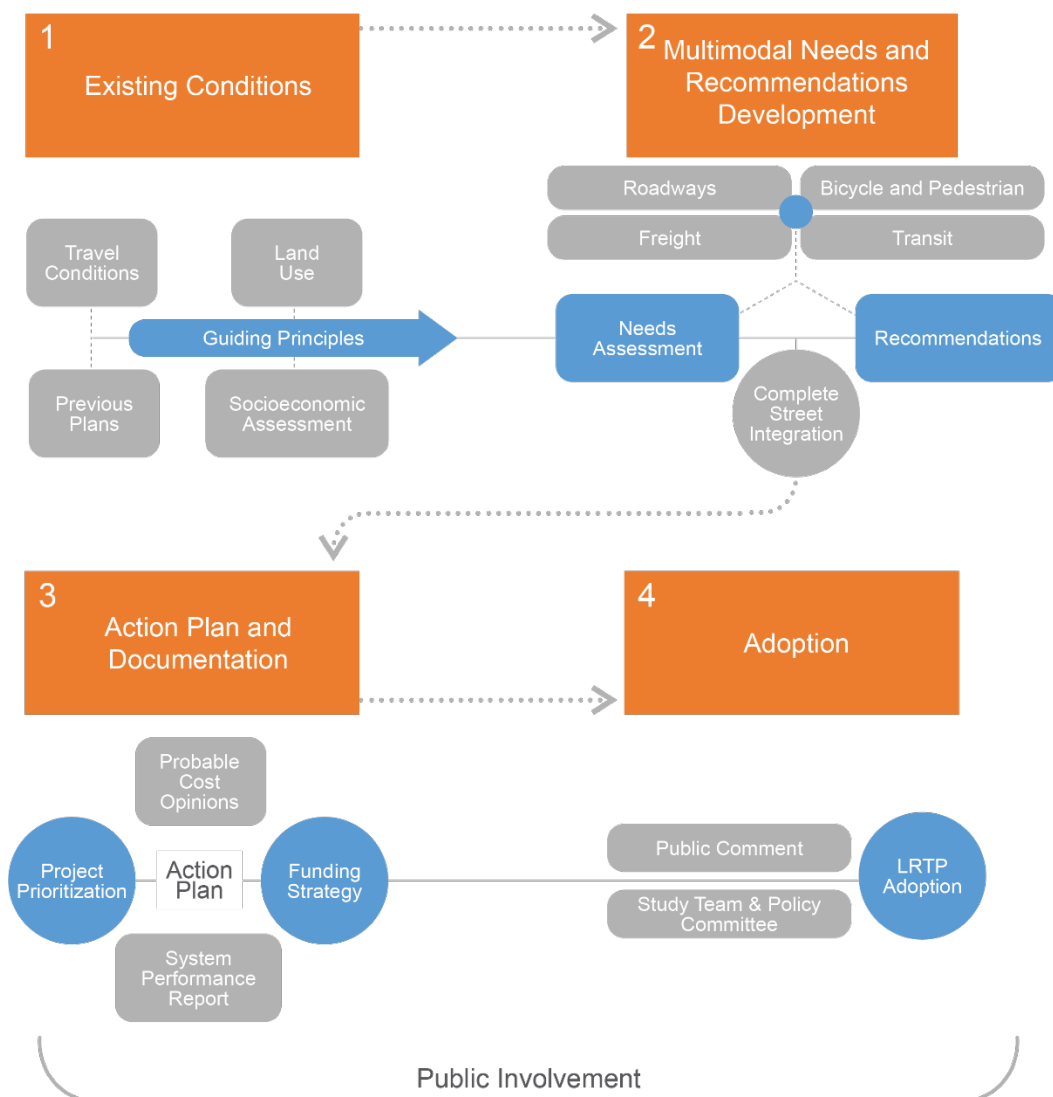 1
Existing Conditions
2
Multimodal Needs and
Recommendations
Development
Roadways
Bicycle and Pedestrian
Freight
Transit
Travel
Conditions
Land
Use
Guiding Principles
Needs
Assessment
Recommendations
Previous
Plans
Socioeconomic
Assessment
Complete
Street
Integration
3
Action Plan and
Documentation
4
Adoption
Probable
Cost
Opinions
Project
Prioritization
Action
Plan
Funding
Strategy
System
Performance
Report
Public Comment
Study Team & Policy
Committee
LRTP
Adoption
Public Involvement